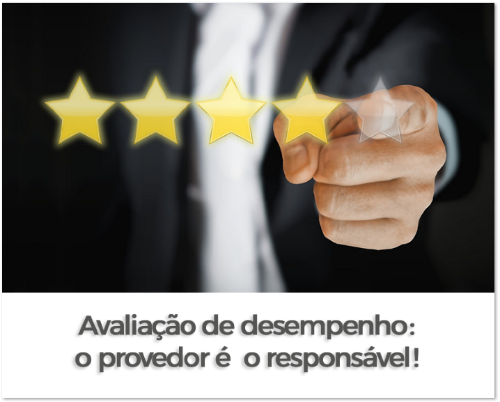 Avaliação de desempenho:
o provedor é o responsável!